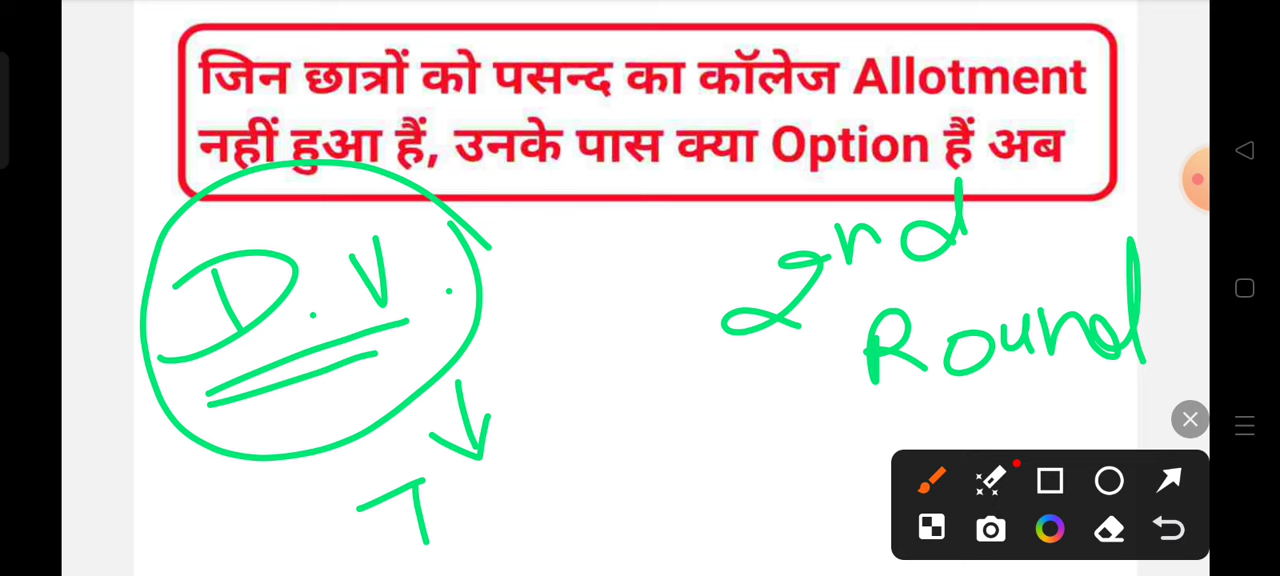 जिन छात्रों को पसन्द का कॉलेज Allotment
नहीं हुआ हैं, उनके पास क्या Option हैं अब
D.V.
2nd
Round
T